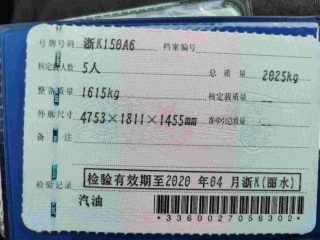 号牌号码 浙K150A6 档案编号
核定载人数 5人 总质量 2025kg
整备质量 1615kg 核定载质量 --
外廓尺寸 4753×1811×1455mm 准牵引总质量 --
备注
检验记录 检验有效期至2020年04月浙K(丽水)
汽油
*3360027056302*